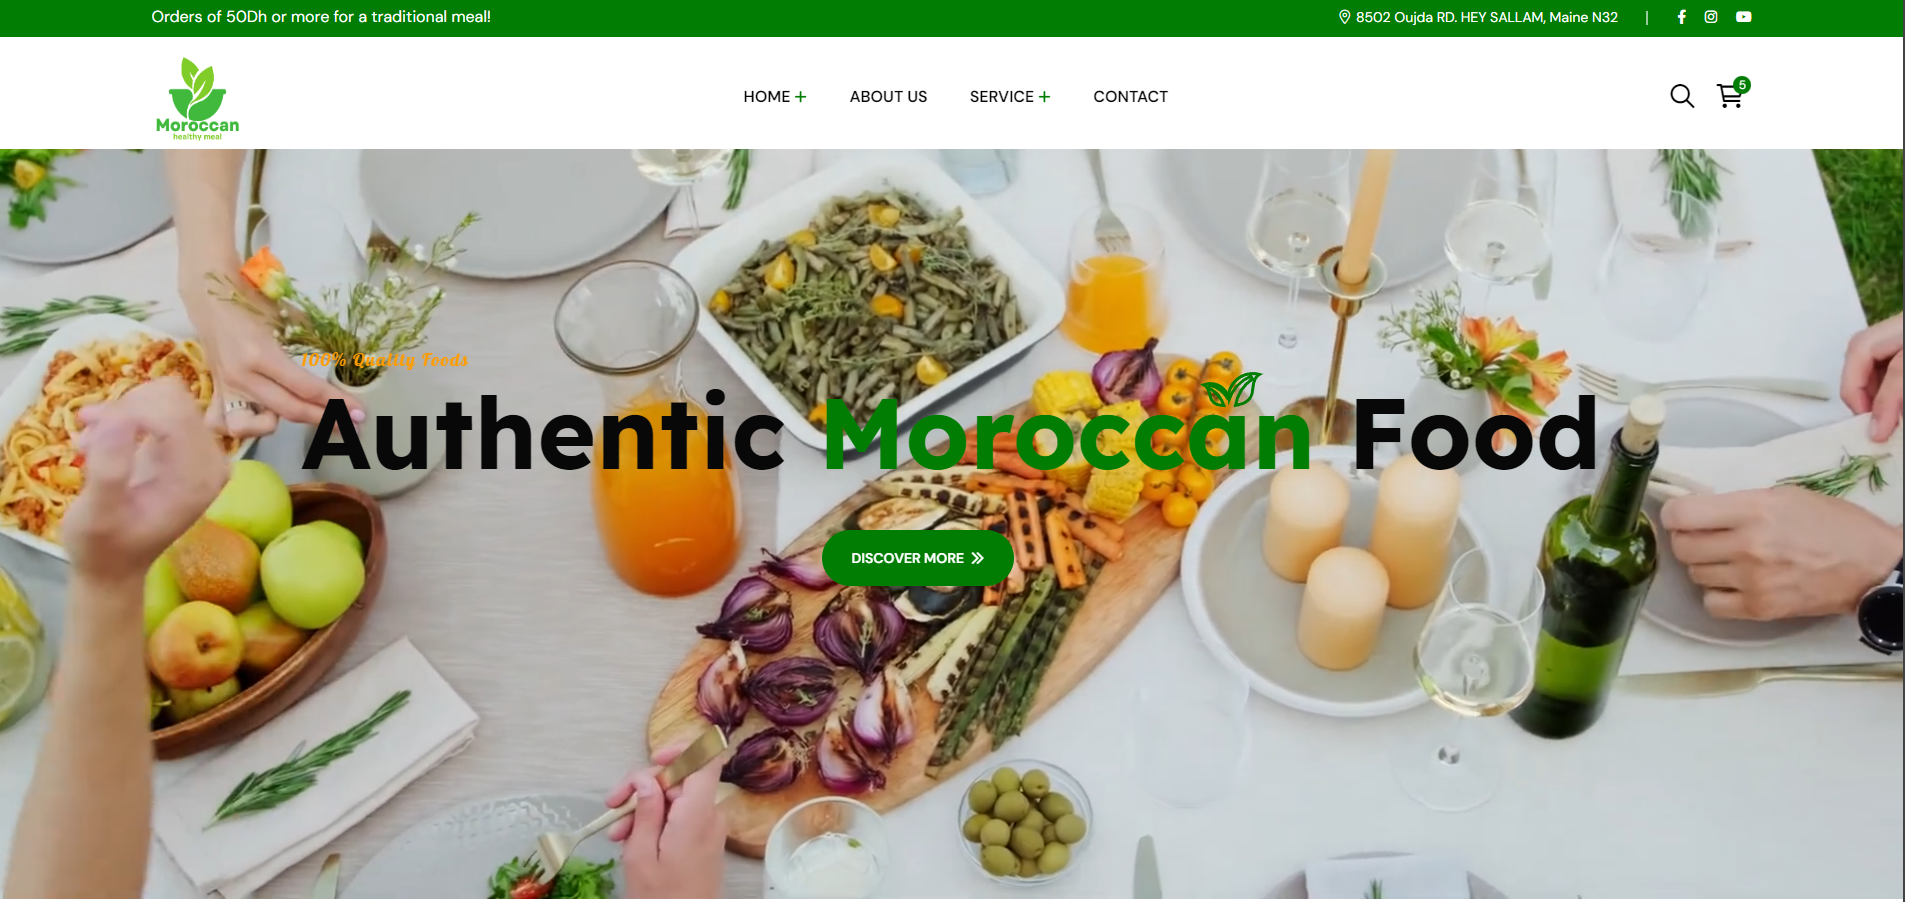 Orders of 50Dh or more for a traditional meal!
8502 Oujda RD. HEY SALLAM, Maine N32 |
Moroccan
healthy meal
HOME +
ABOUT US
SERVICE +
CONTACT
5
100% Quality Foods
Authentic Moroccan Food
DISCOVER MORE